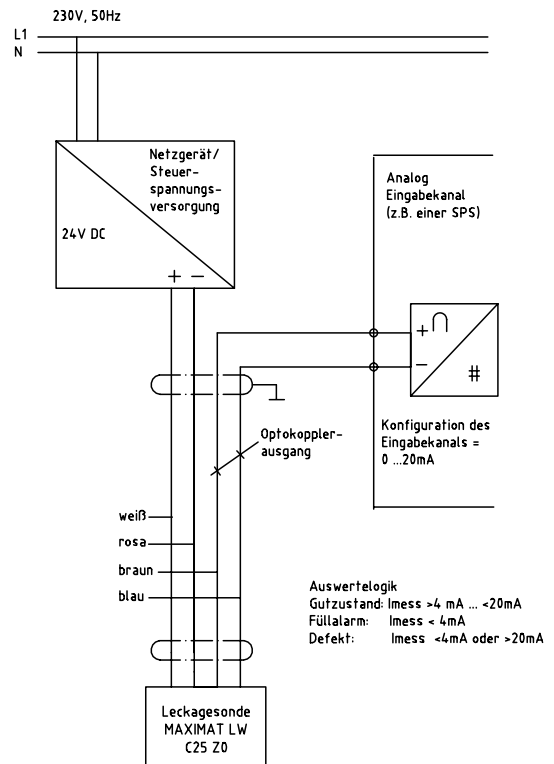 230V, 50Hz
L1
N
Netzgerät/
Steuer-
spannungs-
versorgung
24V DC
+ −
Analog
Eingabekanal
(z.B. einer SPS)
+ ∩
−
#
Konfiguration des
Eingabekanals =
0 ...20mA
Optokoppler-
ausgang
weiß
rosa
braun
blau
Auswertelogik
Gutzustand: Imess >4 mA ... <20mA
Füllalarm: Imess < 4mA
Defekt: Imess <4mA oder >20mA
Leckagesonde
MAXIMAT LW
C25 Z0